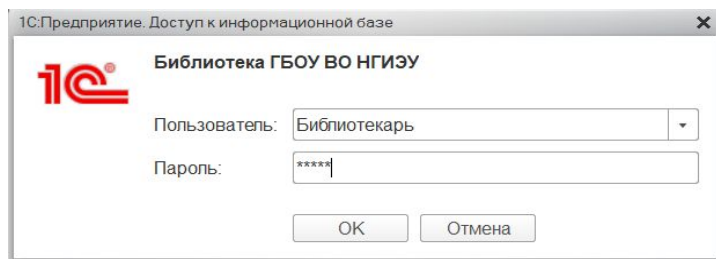 1С:Предприятие. Доступ к информационной базе
1С
Библиотека ГБОУ ВО НГИЭУ
Пользователь: Библиотекарь
Пароль: *****
OK Отмена